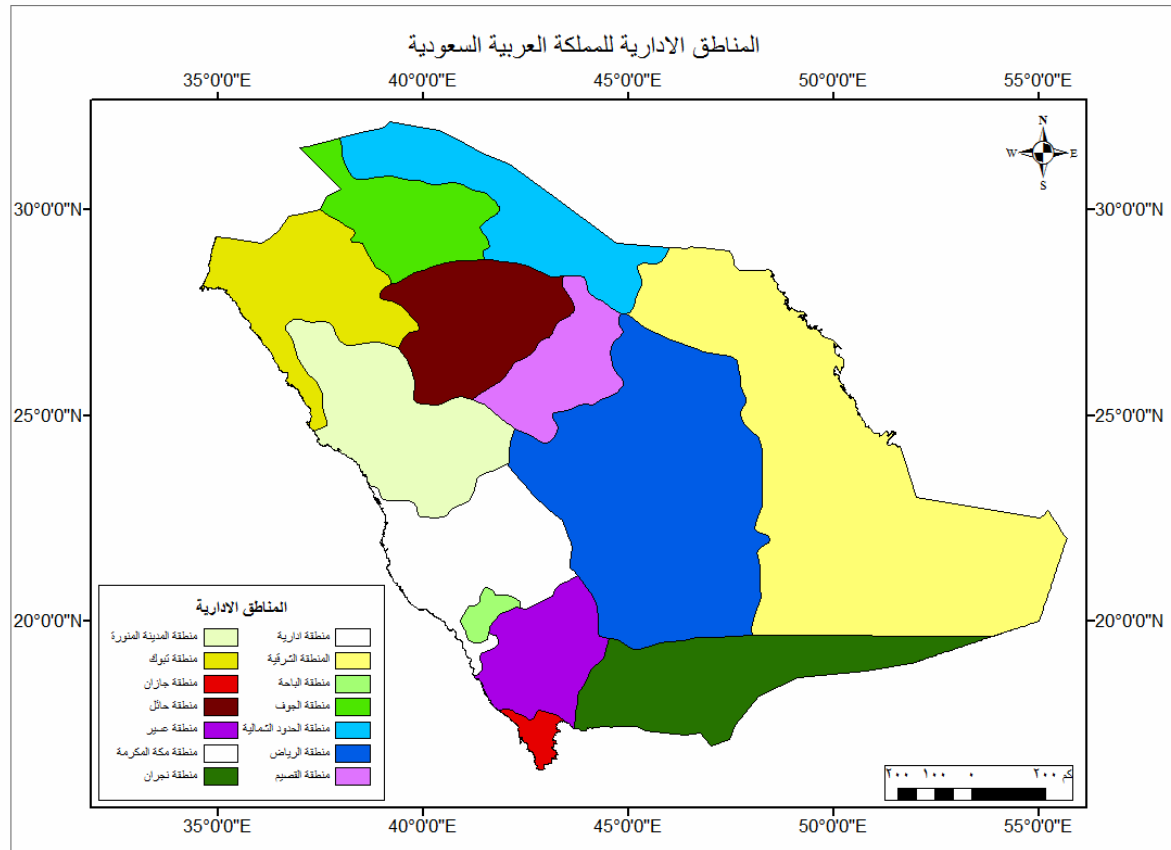 المناطق الادارية للمملكة العربية السعودية
35°0'0"E 40°0'0"E 45°0'0"E 50°0'0"E 55°0'0"E
N
W E
S
30°0'0"N 30°0'0"N
25°0'0"N 25°0'0"N
20°0'0"N 20°0'0"N
المناطق الادارية
منطقة ادارية منطقة المدينة المنورة
المنطقة الشرقية منطقة تبوك
منطقة الباحة منطقة جازان
منطقة الجوف منطقة حائل
منطقة الحدود الشمالية منطقة عسير
منطقة الرياض منطقة مكة المكرمة
منطقة القصيم منطقة نجران
٢٠٠ ١٠٠ ٠ ٢٠٠ كم
35°0'0"E 40°0'0"E 45°0'0"E 50°0'0"E 55°0'0"E